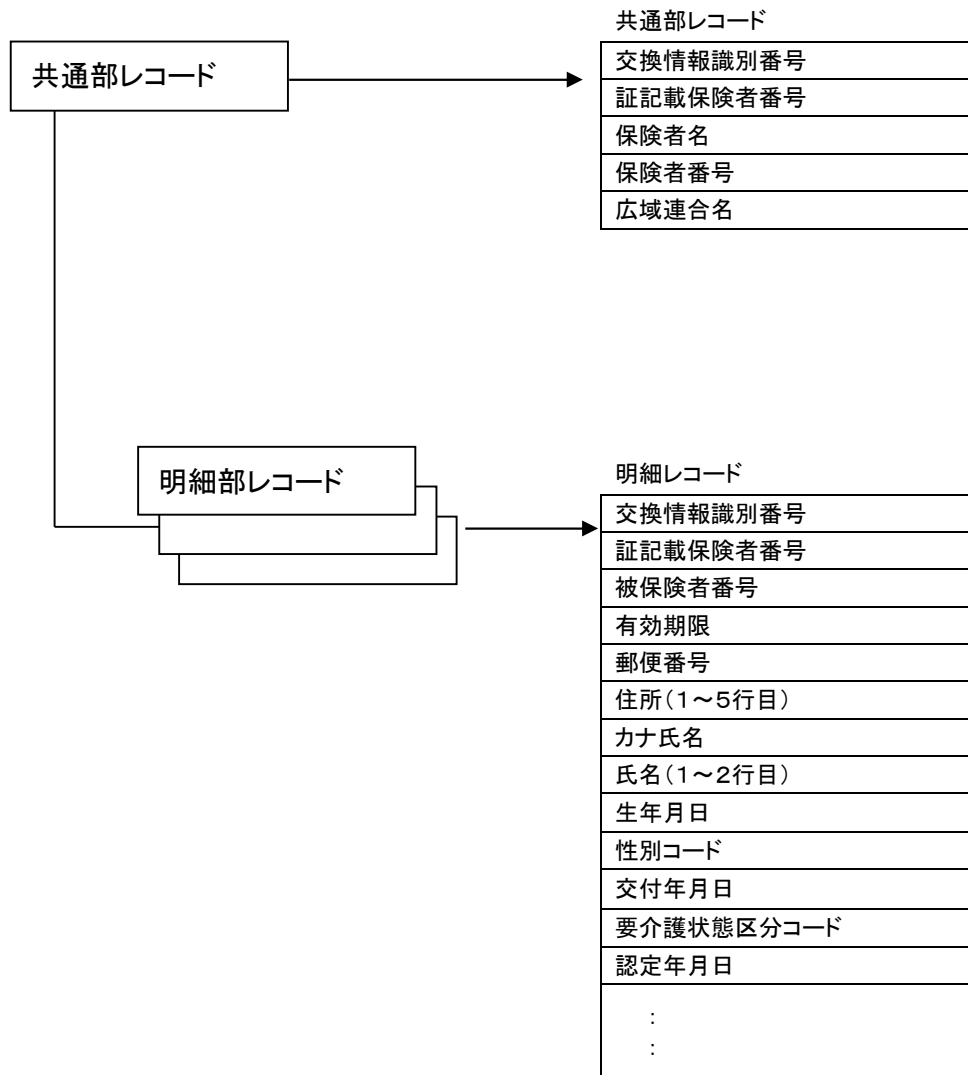 共通部レコード
共通部レコード
交換情報識別番号
証記載保険者番号
保険者名
保険者番号
広域連合名
明細部レコード
明細レコード
交換情報識別番号
証記載保険者番号
被保険者番号
有効期限
郵便番号
住所(1～5行目)
カナ氏名
氏名(1～2行目)
生年月日
性別コード
交付年月日
要介護状態区分コード
認定年月日
:
: